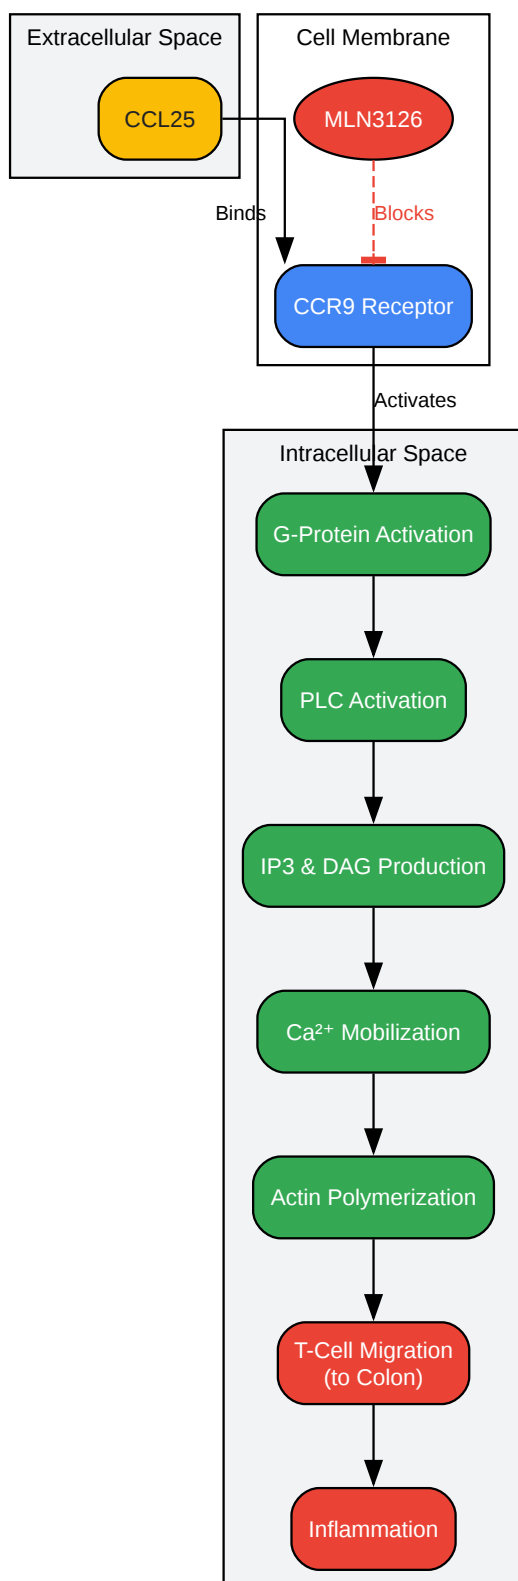 Extracellular Space
Cell Membrane
CCL25
MLN3126
Binds
Blocks
CCR9 Receptor
Activates
Intracellular Space
G-Protein Activation
PLC Activation
IP3 & DAG Production
Ca²⁺ Mobilization
Actin Polymerization
T-Cell Migration
(to Colon)
Inflammation